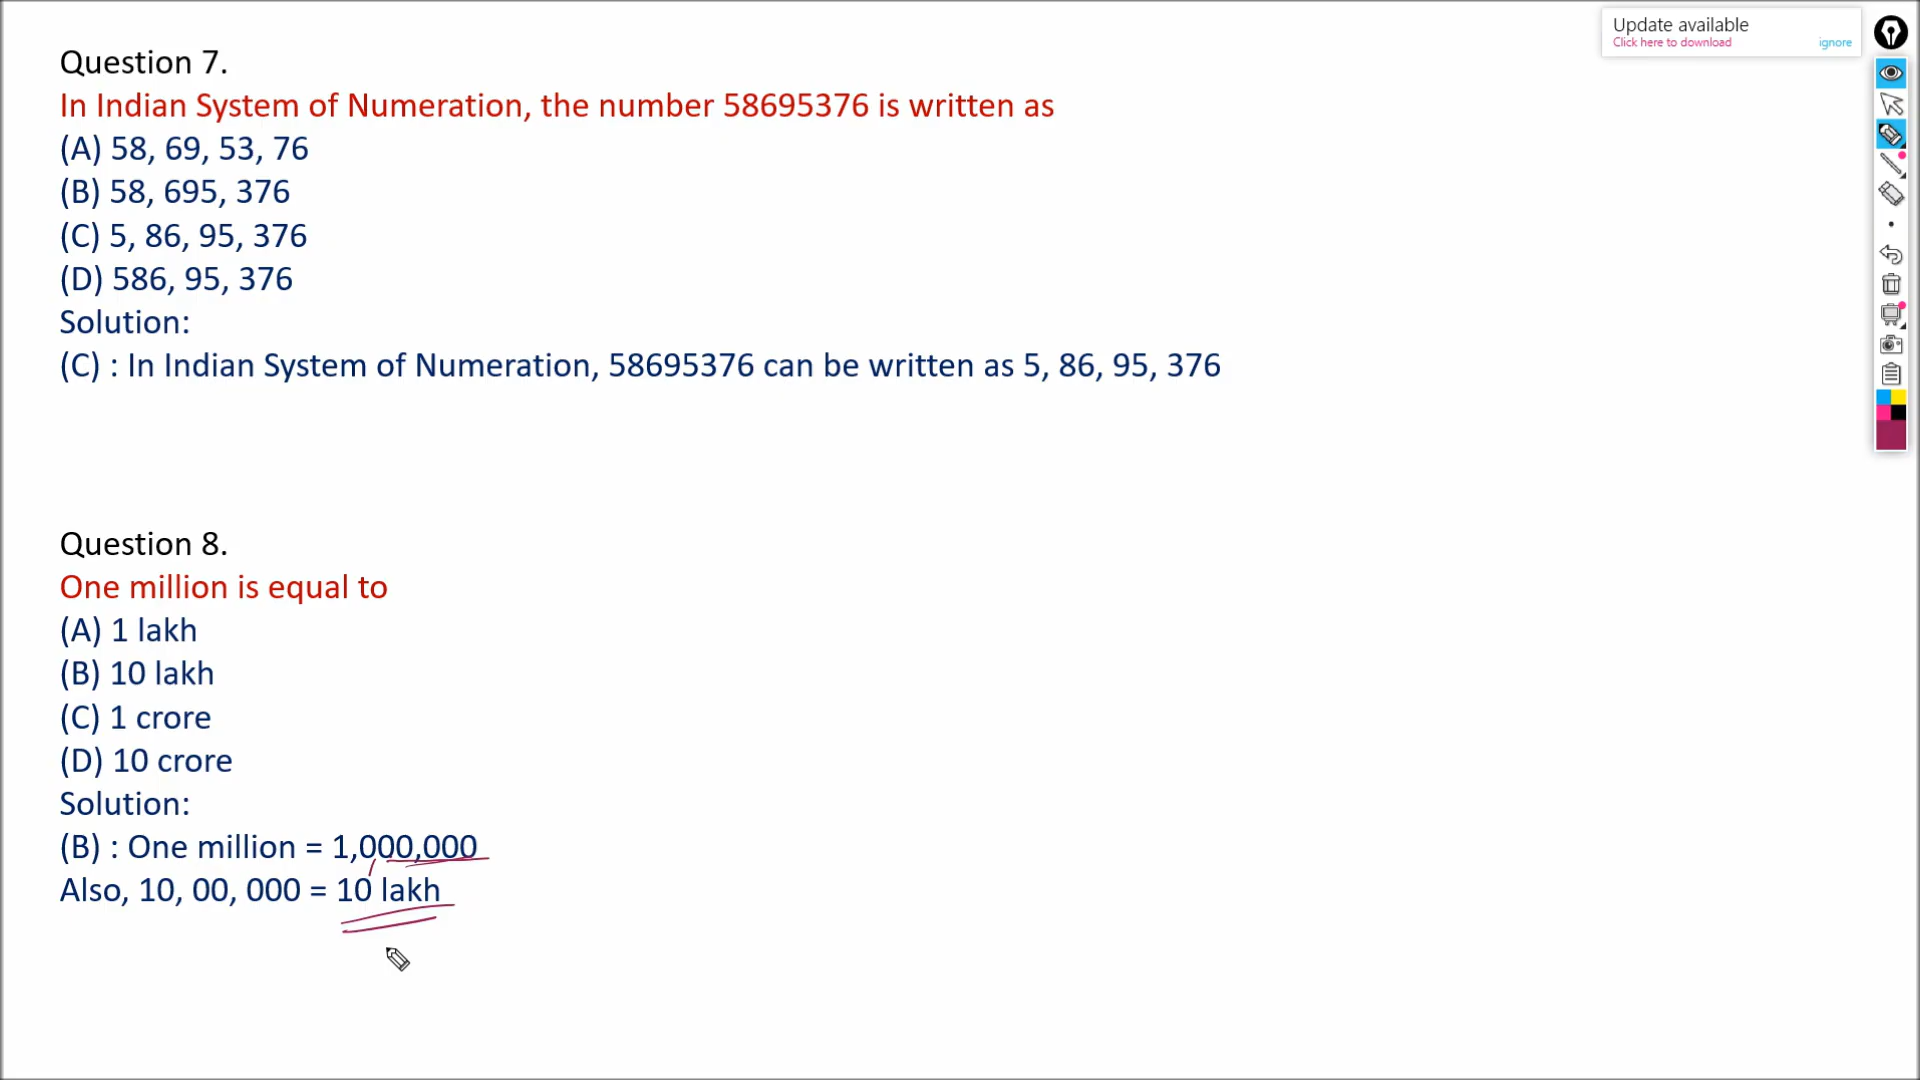 Update available
Click here to download
ignore
Question 7.
In Indian System of Numeration, the number 58695376 is written as
(A) 58, 69, 53, 76
(B) 58, 695, 376
(C) 5, 86, 95, 376
(D) 586, 95, 376
Solution:
(C) : In Indian System of Numeration, 58695376 can be written as 5, 86, 95, 376
Question 8.
One million is equal to
(A) 1 lakh
(B) 10 lakh
(C) 1 crore
(D) 10 crore
Solution:
(B) : One million = 1,000,000
Also, 10, 00, 000 = 10 lakh